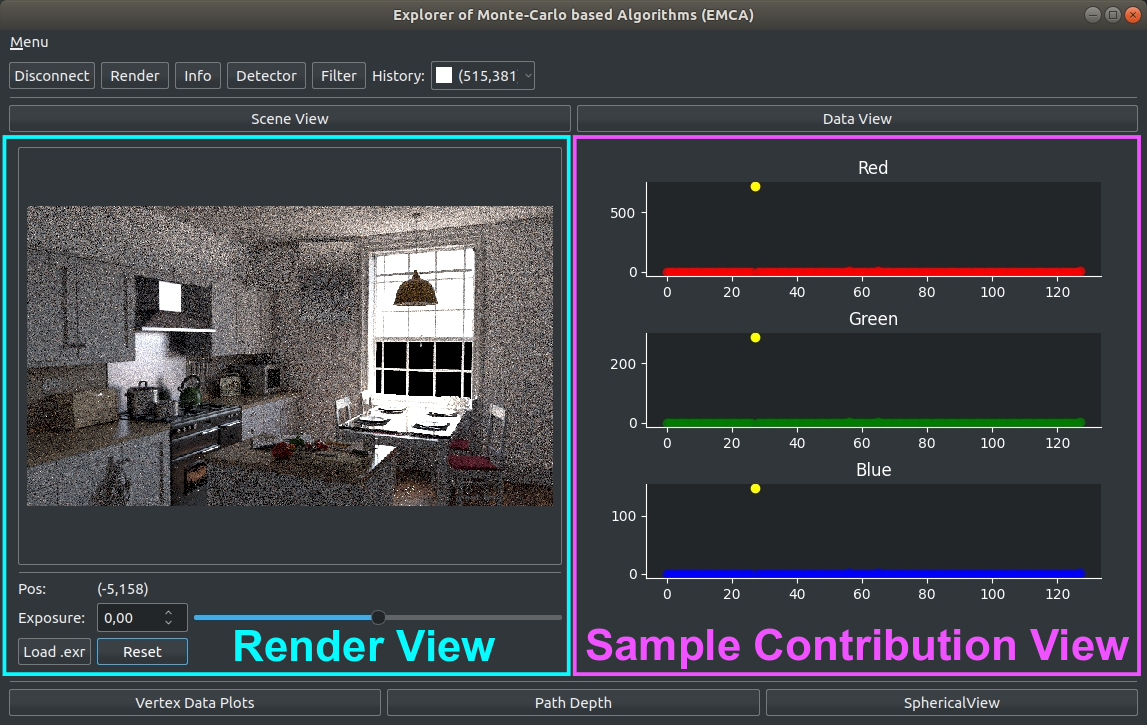 Explorer of Monte-Carlo based Algorithms (EMCA)
Menu
Disconnect Render Info Detector Filter History: (515,381
Scene View Data View
Red
500
0
0 20 40 60 80 100 120
Green
200
0
0 20 40 60 80 100 120
Blue
100
0
0 20 40 60 80 100 120
Pos: (-5,158)
Exposure: 0,00
Load .exr Reset
Render View Sample Contribution View
Vertex Data Plots Path Depth SphericalView